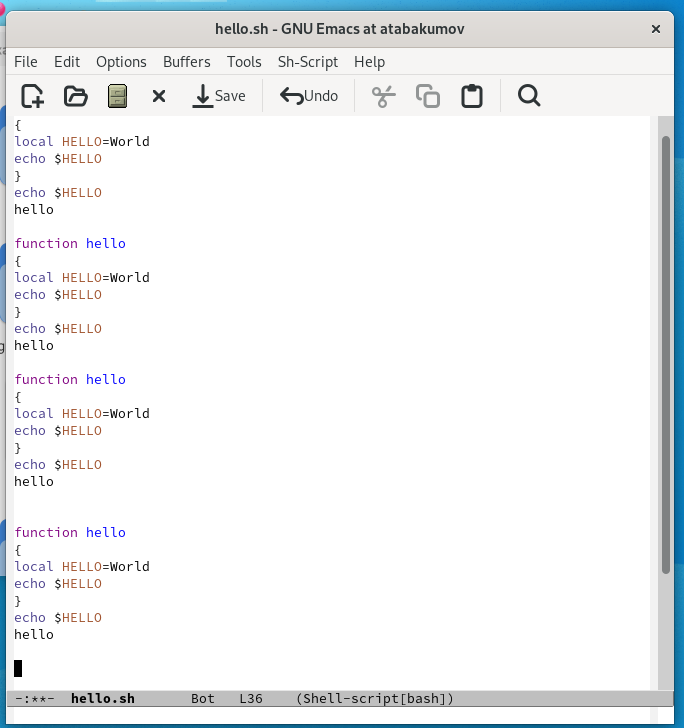 hello.sh - GNU Emacs at atabakumov
File Edit Options Buffers Tools Sh-Script Help
Save Undo
{
local HELLO=World
echo $HELLO
}
echo $HELLO
hello
function hello
{
local HELLO=World
echo $HELLO
}
echo $HELLO
hello
function hello
{
local HELLO=World
echo $HELLO
}
echo $HELLO
hello
function hello
{
local HELLO=World
echo $HELLO
}
echo $HELLO
hello
-:**- hello.sh Bot L36 (Shell-script[bash])